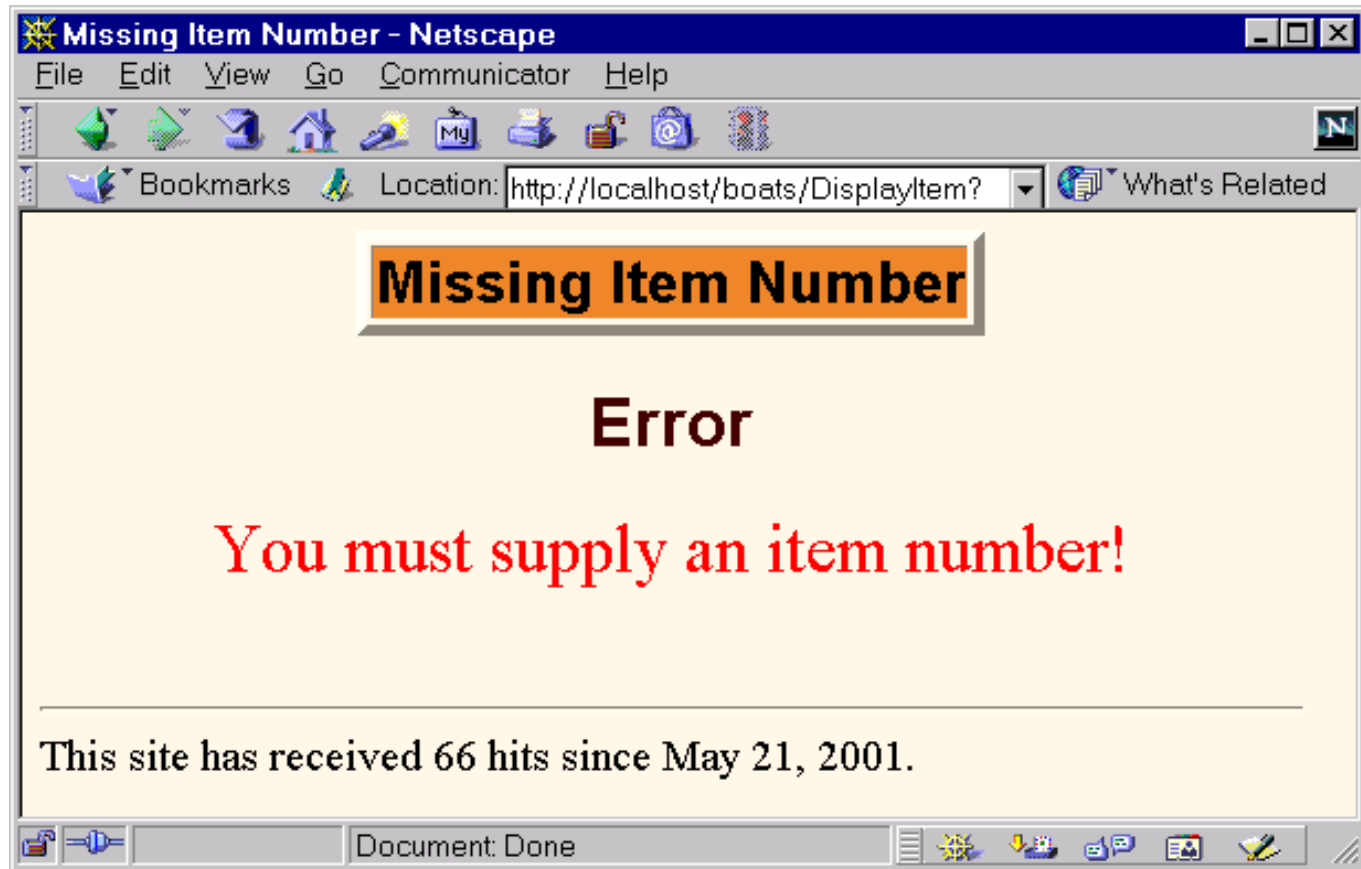 Missing Item Number - Netscape
File Edit View Go Communicator Help
My N
Bookmarks Location: http://localhost/boats/DisplayItem? What's Related
Missing Item Number
Error
You must supply an item number!
This site has received 66 hits since May 21, 2001.
Document: Done